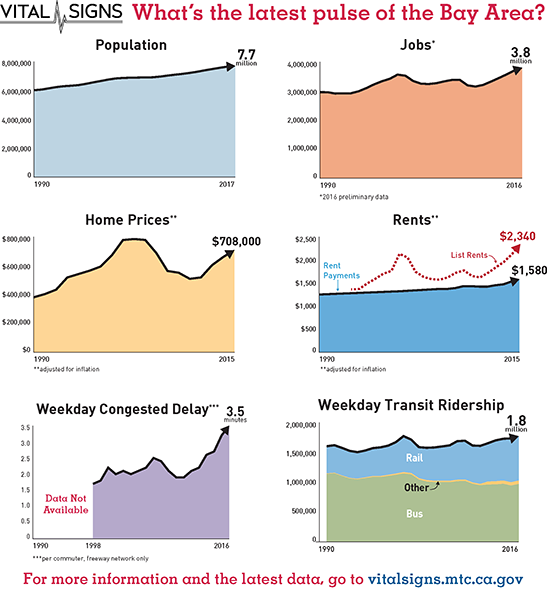 VITAL SIGNS What's the latest pulse of the Bay Area?
Population
7.7
million
8,000,000
6,000,000
4,000,000
2,000,000
0
1990 2017
Jobs*
3.8
million
4,000,000
3,000,000
2,000,000
1,000,000
0
1990 2016
*2016 preliminary data
Home Prices**
$708,000
$800,000
$600,000
$400,000
$200,000
$0
1990 2015
**adjusted for inflation
Rents**
$2,340
$2,500
$2,000
$1,500
$1,000
$500
0
Rent
Payments
List Rents
$1,580
1990 2015
**adjusted for inflation
Weekday Congested Delay***
3.5
minutes
3.5
3.0
2.5
2.0
1.5
1.0
0.5
0
Data Not
Available
1990 1998 2016
***per commuter, freeway network only
Weekday Transit Ridership
1.8
million
2,000,000
1,500,000
1,000,000
500,000
0
Rail
Other
Bus
1990 2016
For more information and the latest data, go to vitalsigns.mtc.ca.gov